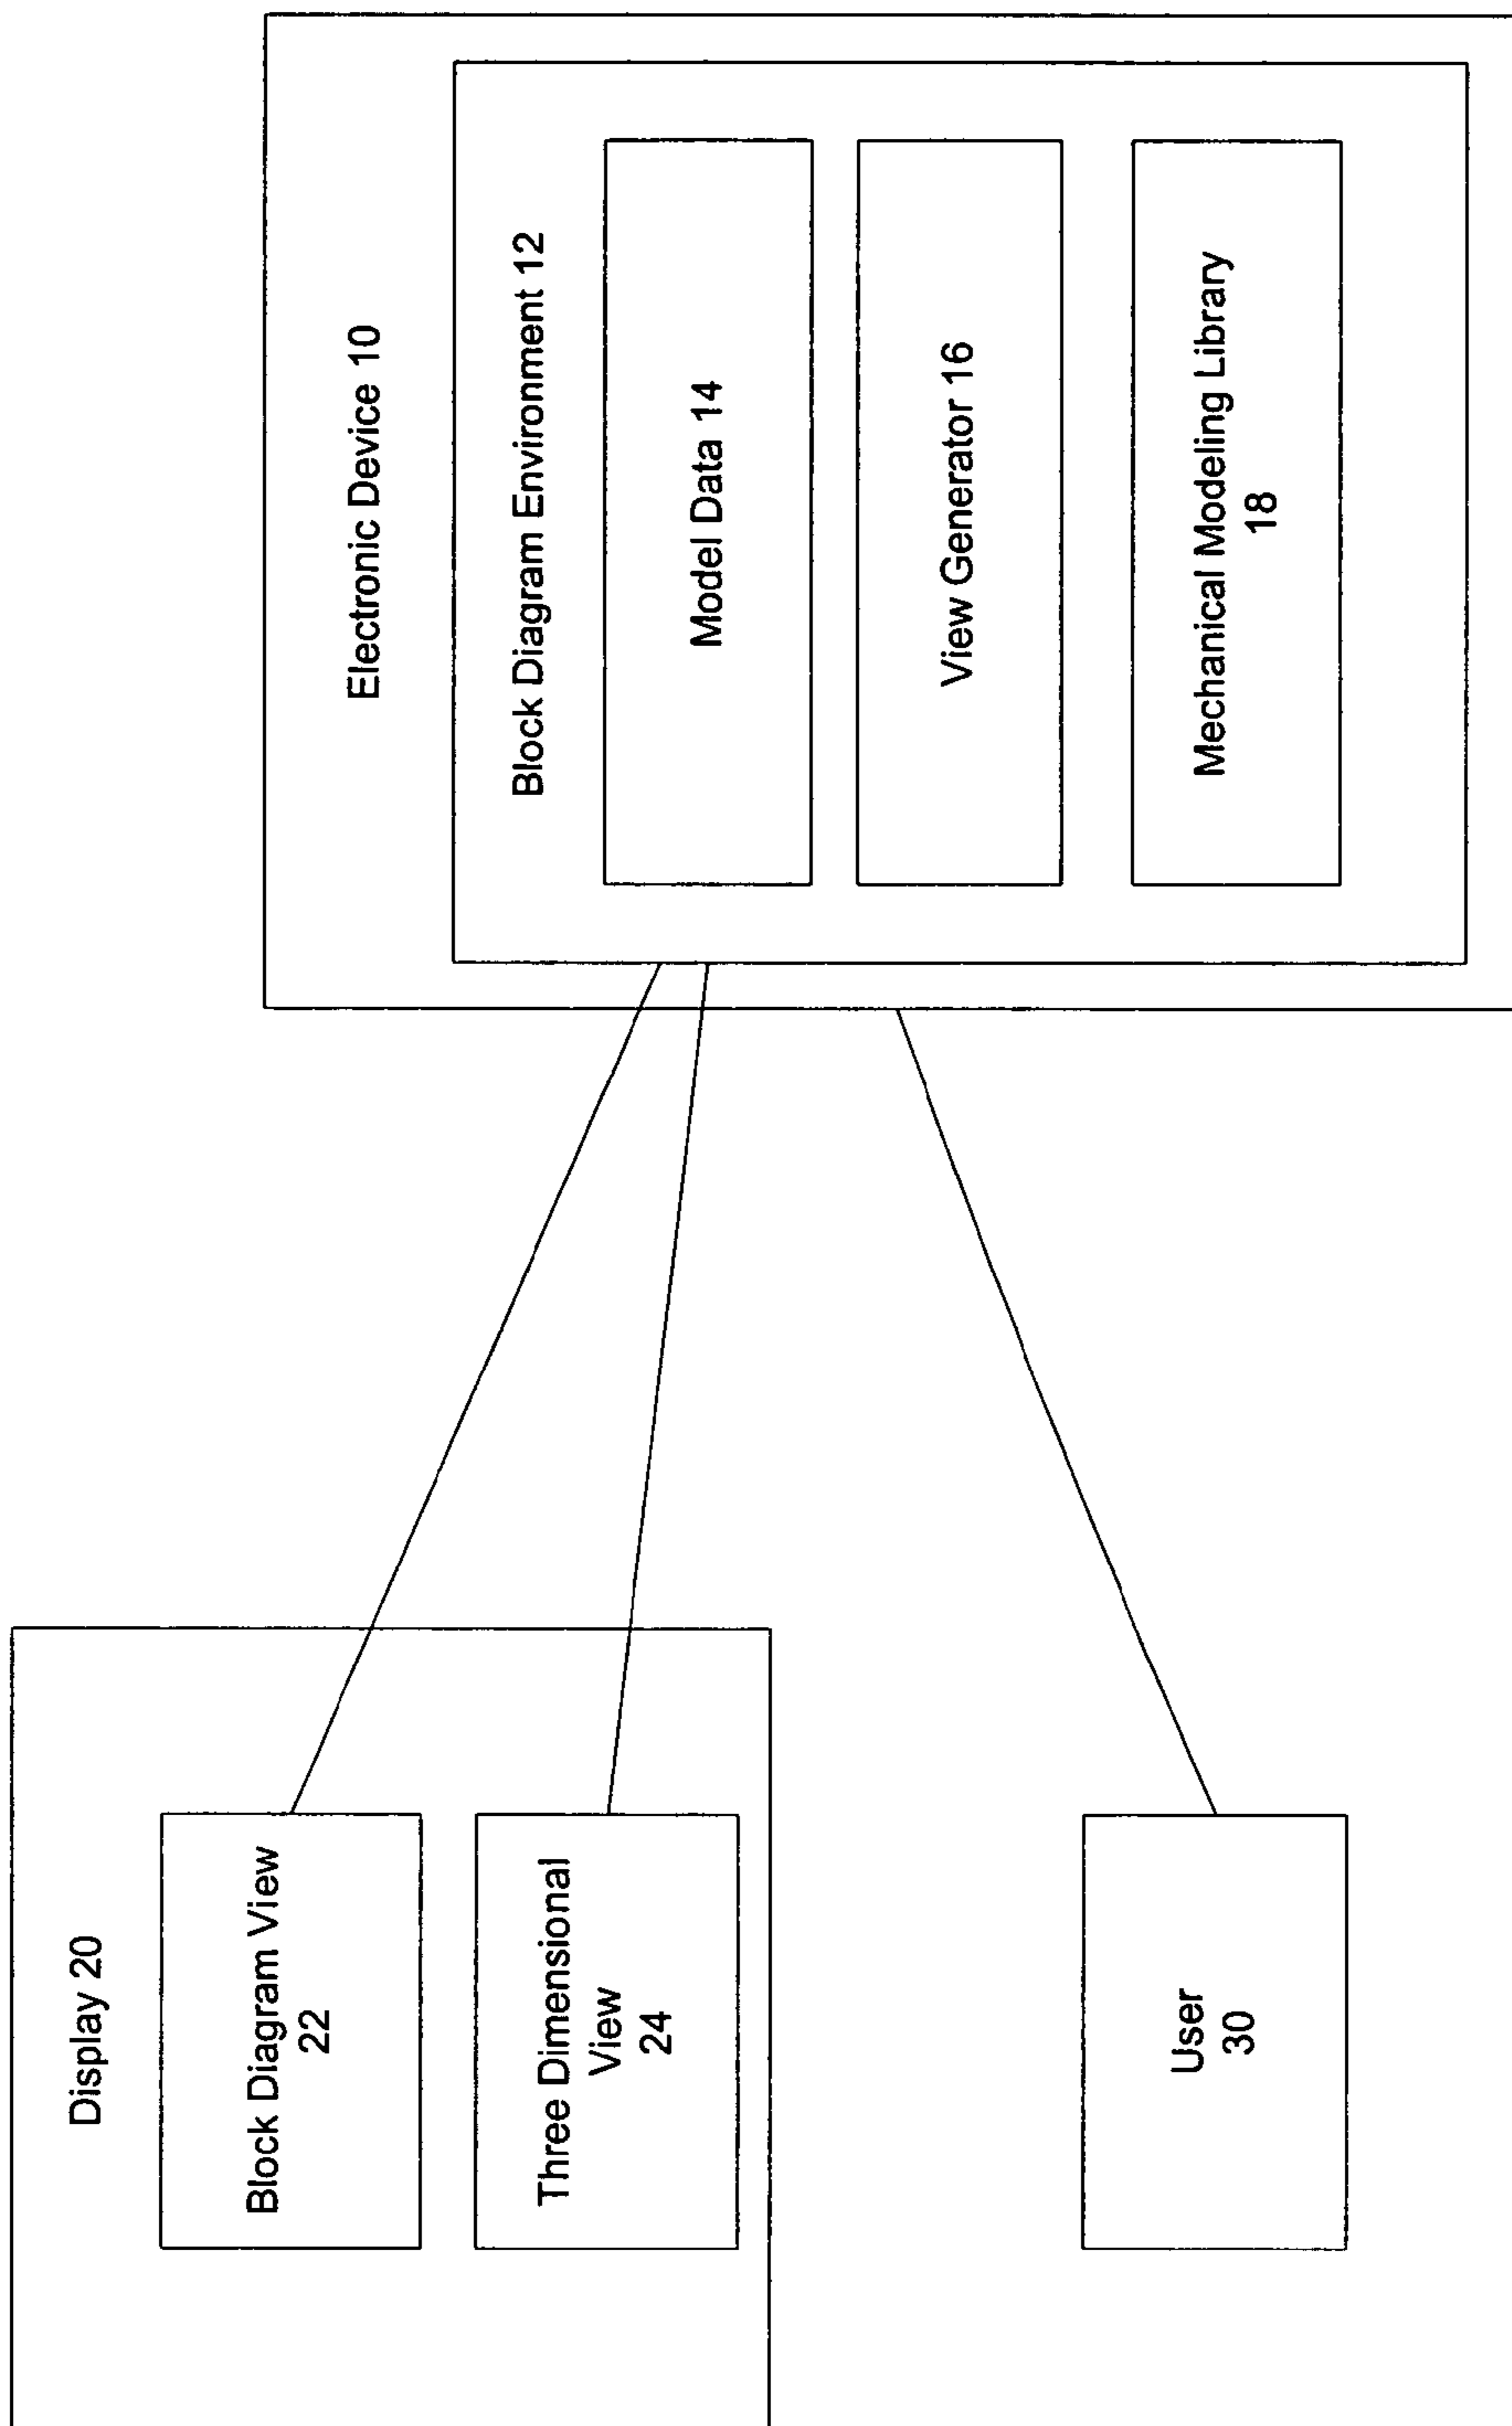 Display 20
Block Diagram View
22
Three Dimensional
View
24
User
30
Electronic Device 10
Block Diagram Environment 12
Model Data 14
View Generator 16
Mechanical Modeling Library
18